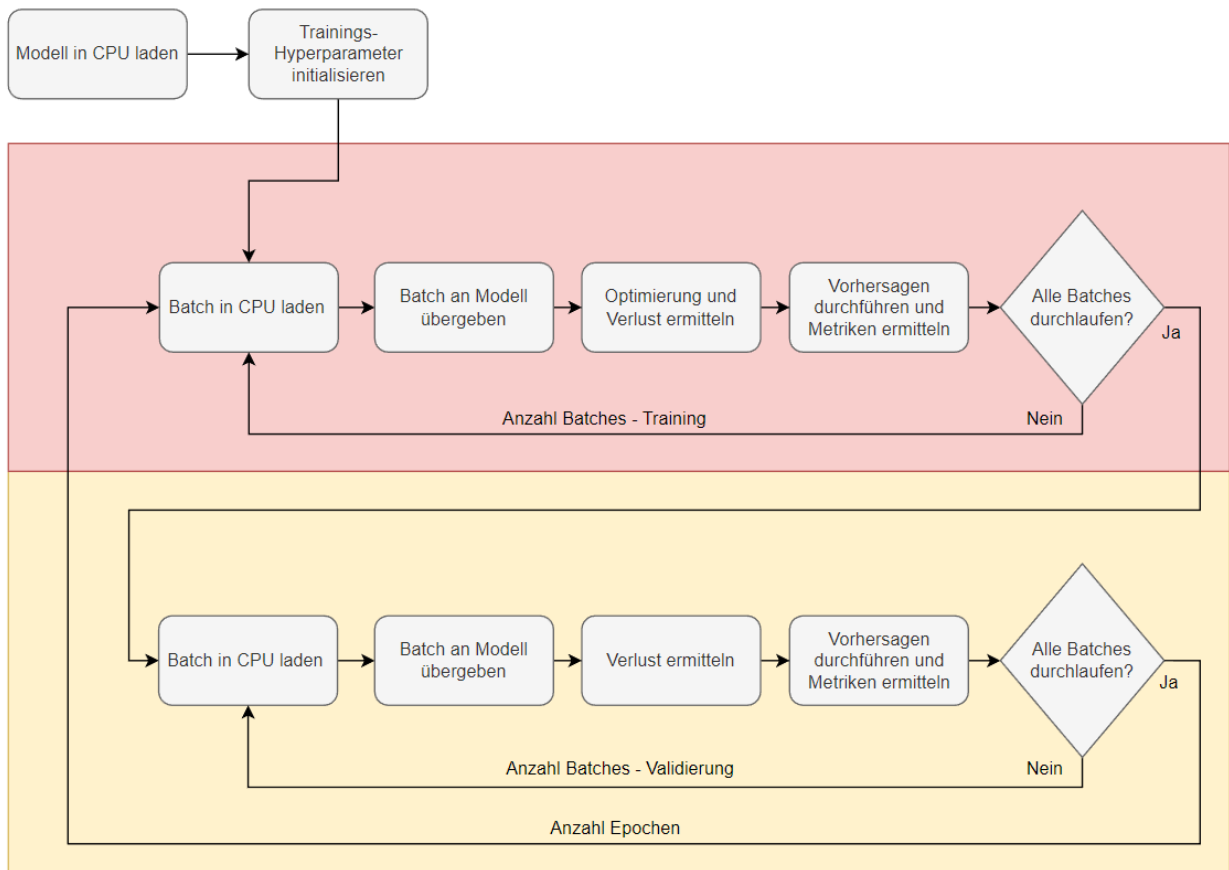 Modell in CPU laden
Trainings-
Hyperparameter
initialisieren
Batch in CPU laden
Batch an Modell
übergeben
Optimierung und
Verlust ermitteln
Vorhersagen
durchführen und
Metriken ermitteln
Alle Batches
durchlaufen?
Ja
Anzahl Batches - Training
Nein
Batch in CPU laden
Batch an Modell
übergeben
Verlust ermitteln
Vorhersagen
durchführen und
Metriken ermitteln
Alle Batches
durchlaufen?
Ja
Anzahl Batches - Validierung
Nein
Anzahl Epochen